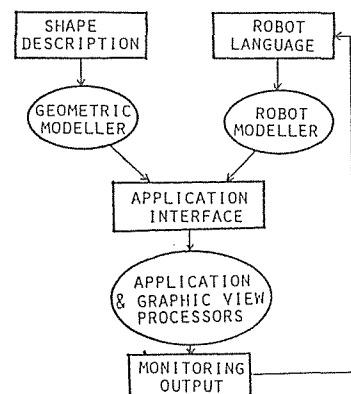 SHAPE
DESCRIPTION
ROBOT
LANGUAGE
GEOMETRIC
MODELLER
ROBOT
MODELLER
APPLICATION
INTERFACE
APPLICATION
& GRAPHIC VIEW
PROCESSORS
MONITORING
OUTPUT